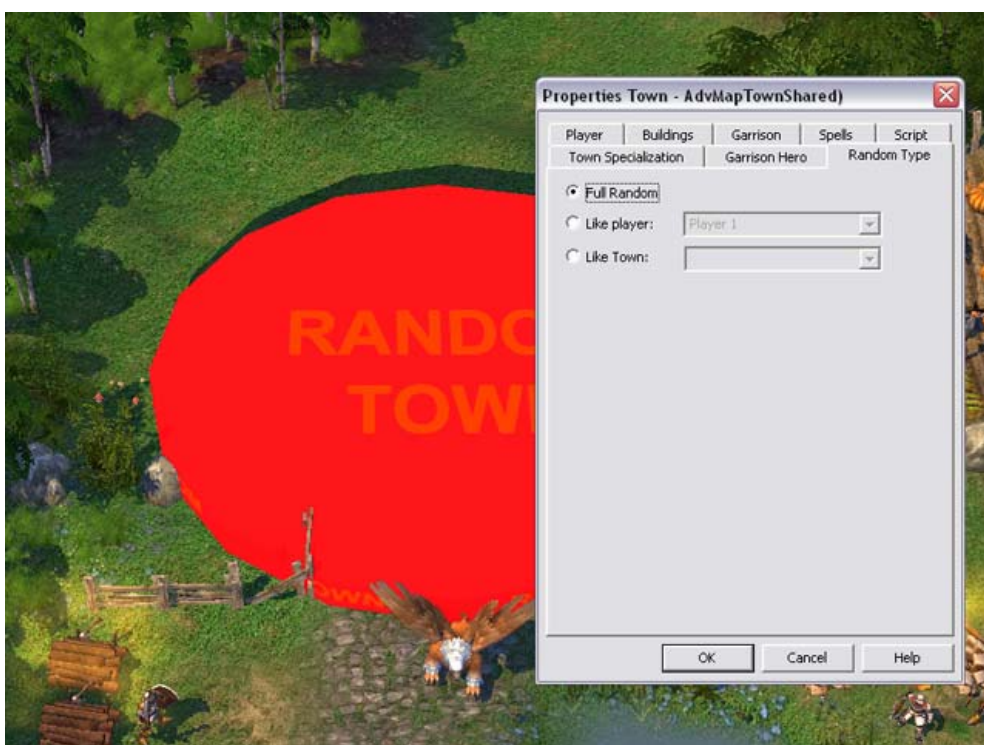 Properties Town - AdvMapTownShared)
Player Buildings Garrison Spells Script
Town Specialization Garrison Hero Random Type
Full Random
Like player: Player 1
Like Town:
RANDO
TOW
OWN
OK Cancel Help